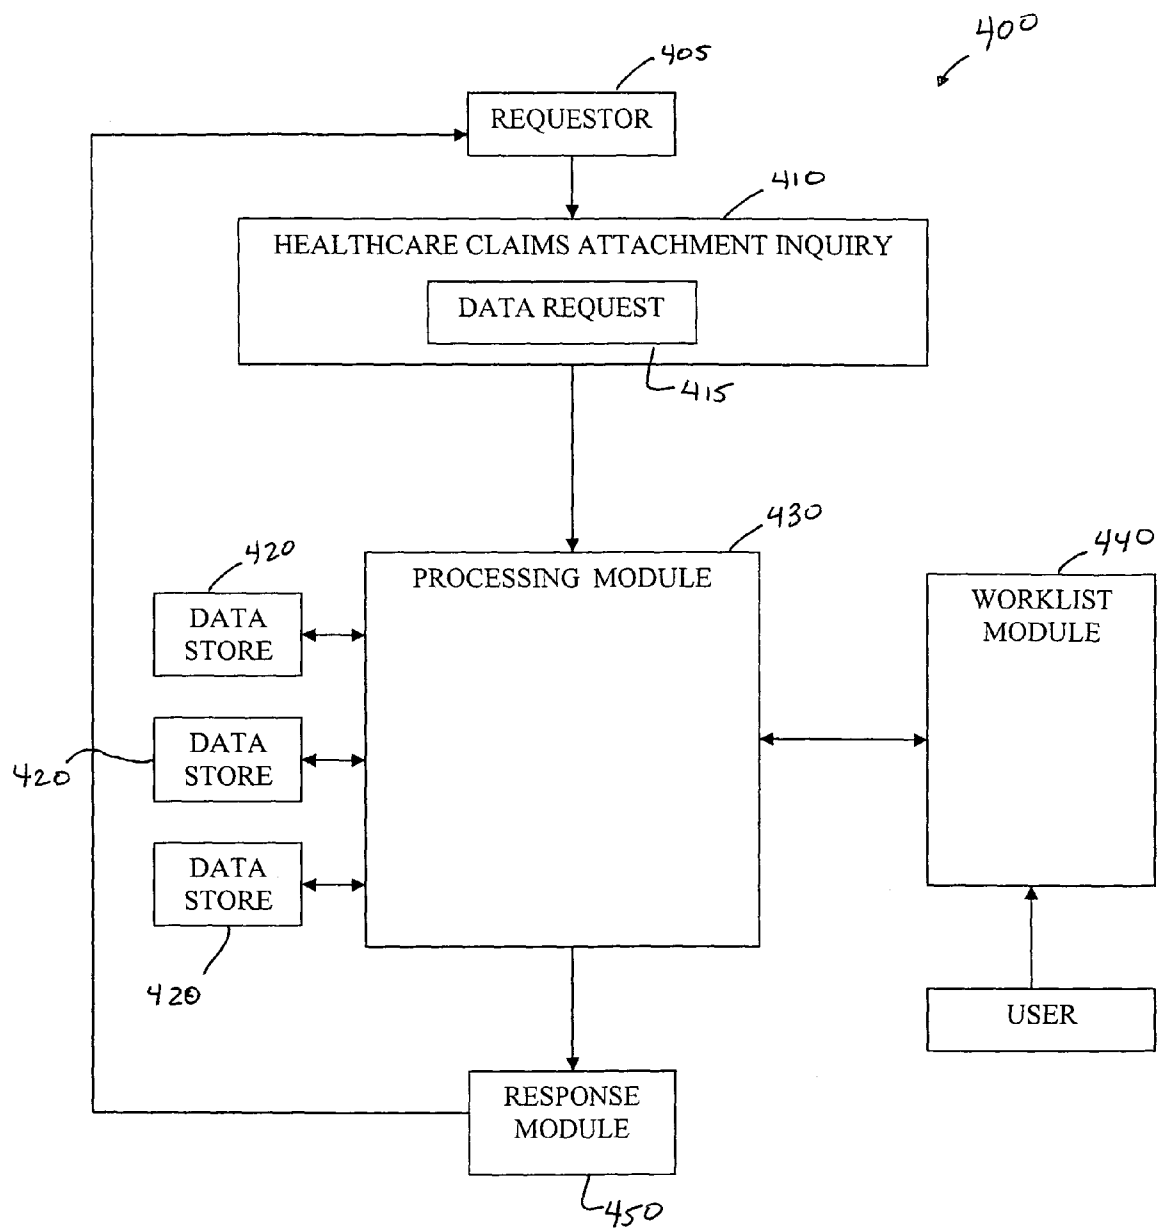 400
405
REQUESTOR
410
HEALTHCARE CLAIMS ATTACHMENT INQUIRY
DATA REQUEST
415
430
440
420
PROCESSING MODULE
WORKLIST
MODULE
DATA
STORE
DATA
STORE
420
DATA
STORE
420
USER
RESPONSE
MODULE
450